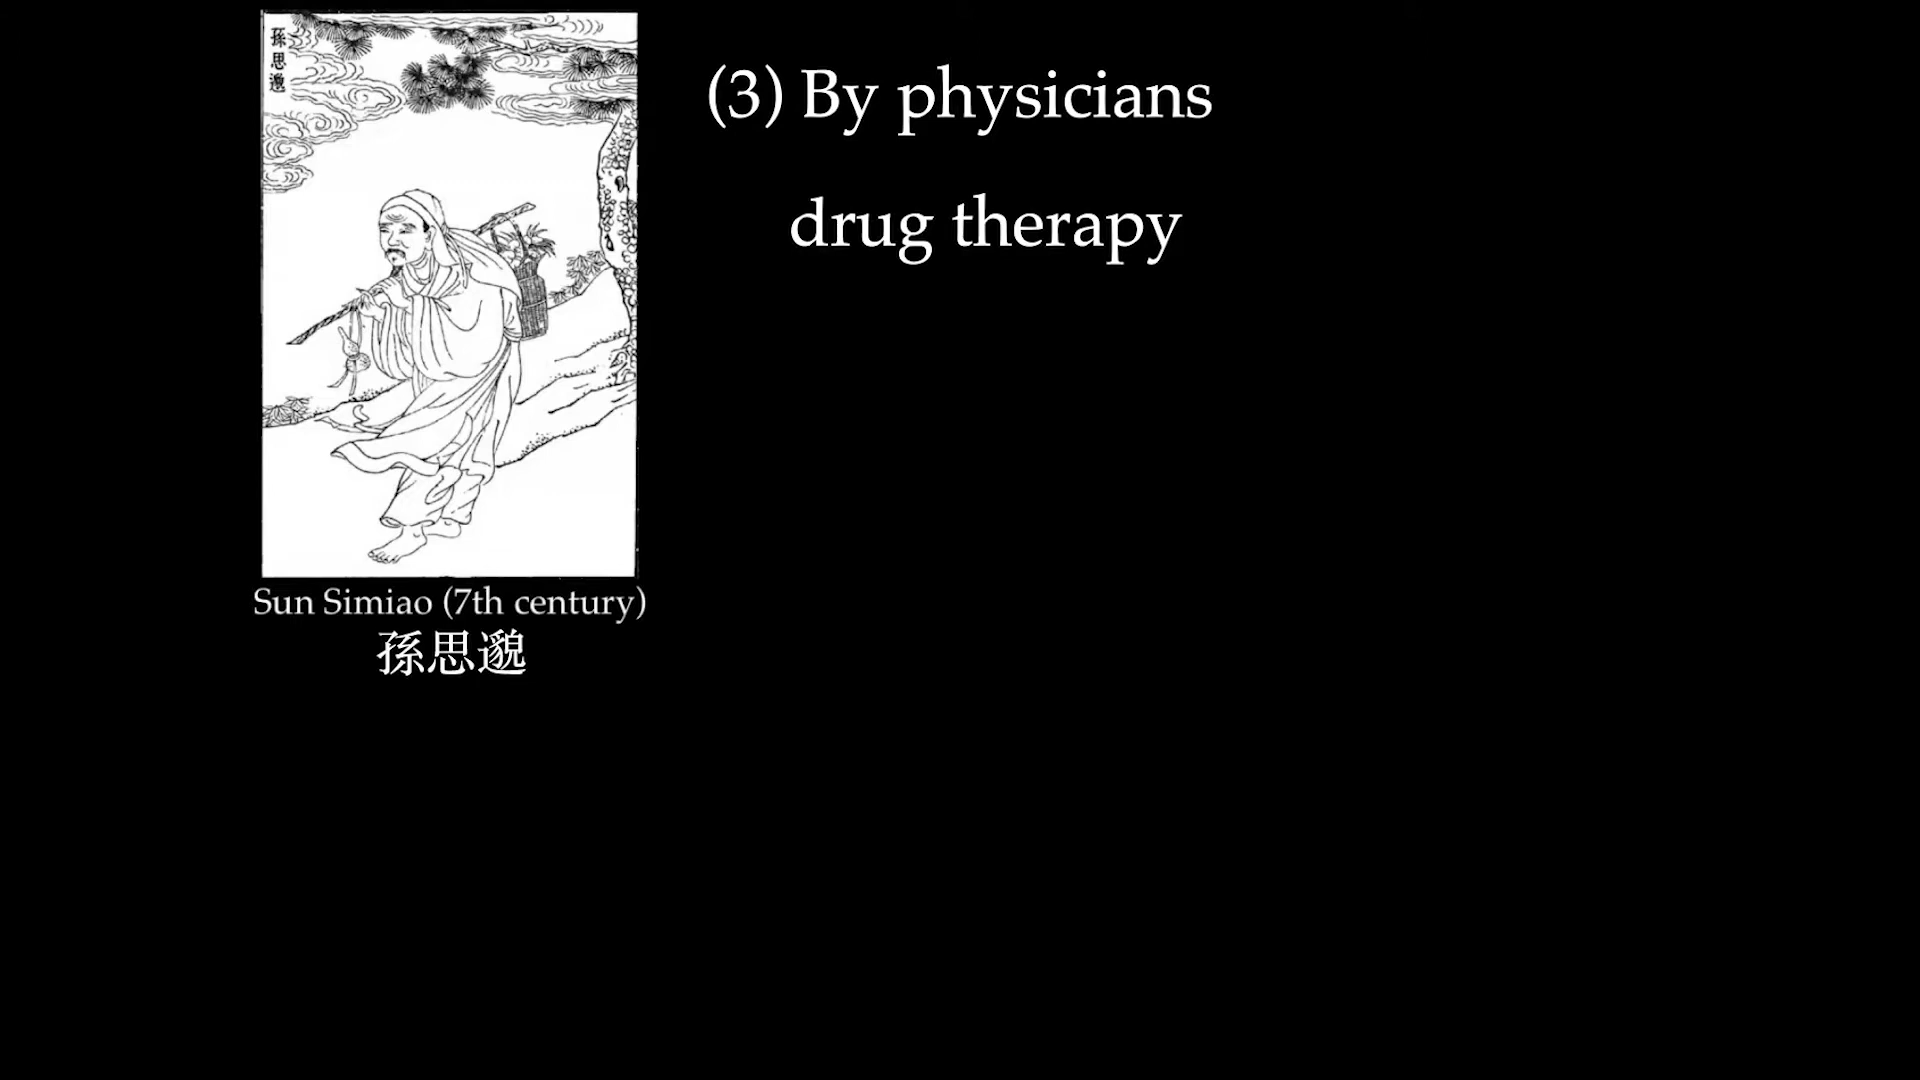 孫思邈
(3) By physicians
drug therapy
Sun Simiao (7th century)
孫思邈